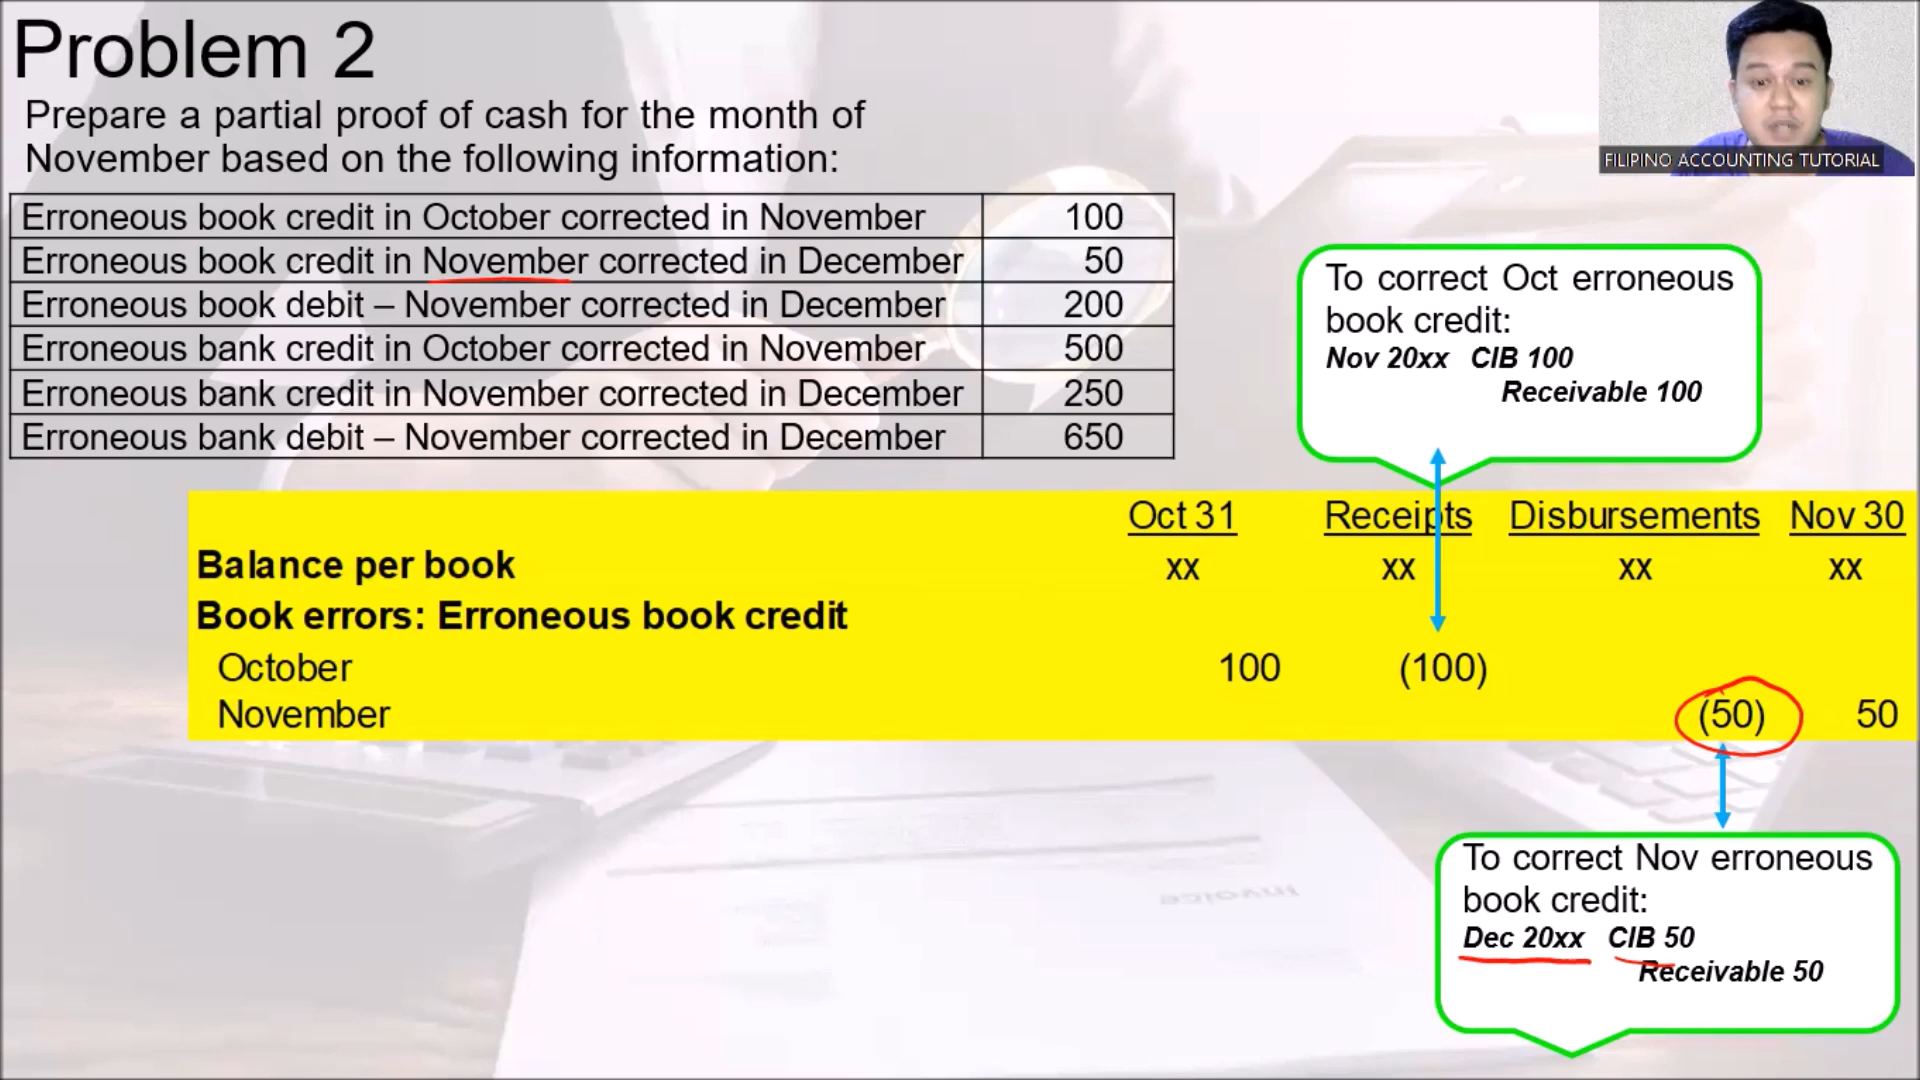 Problem 2
Prepare a partial proof of cash for the month of
November based on the following information:
Erroneous book credit in October corrected in November 100
Erroneous book credit in November corrected in December 50
Erroneous book debit – November corrected in December 200
Erroneous bank credit in October corrected in November 500
Erroneous bank credit in November corrected in December 250
Erroneous bank debit – November corrected in December 650
FILIPINO ACCOUNTING TUTORIAL
To correct Oct erroneous
book credit:
Nov 20xx CIB 100
Receivable 100
Oct 31 Receipts Disbursements Nov 30
Balance per book xx xx xx xx
Book errors: Erroneous book credit
October 100 (100)
November (50) 50
To correct Nov erroneous
book credit:
Dec 20xx CIB 50
Receivable 50
invoice